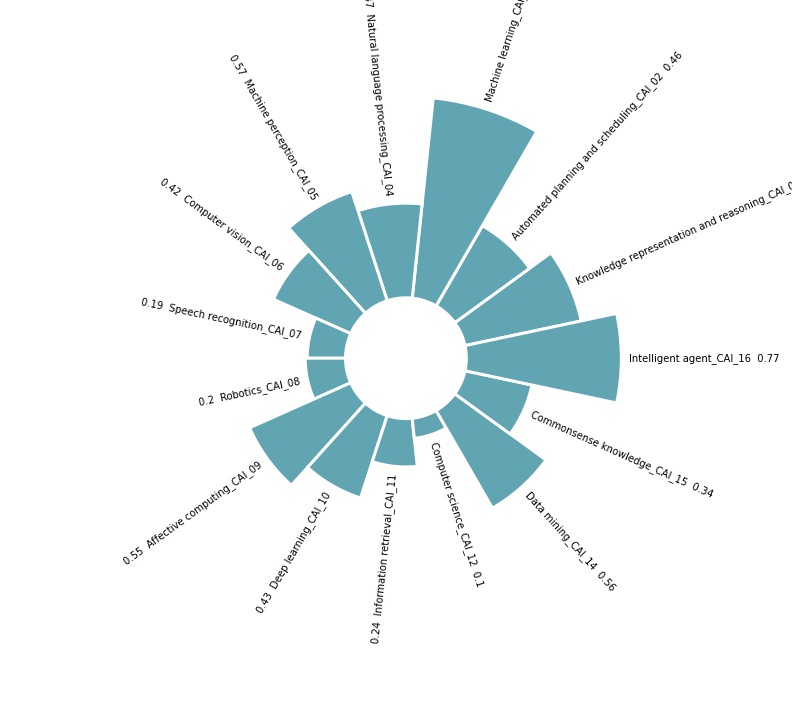 Machine learning_CAI_
Automated planning and scheduling_CAI_02 0.46
Knowledge representation and reasoning_CAI_0
Intelligent agent_CAI_16 0.77
Commonsense knowledge_CAI_15 0.34
Data mining_CAI_14 0.56
Computer science_CAI_12 0.1
0.24 Information retrieval_CAI_11
0.43 Deep learning_CAI_10
0.55 Affective computing_CAI_09
0.2 Robotics_CAI_08
0.19 Speech recognition_CAI_07
0.42 Computer vision_CAI_06
0.57 Machine perception_CAI_05
7 Natural language processing_CAI_04